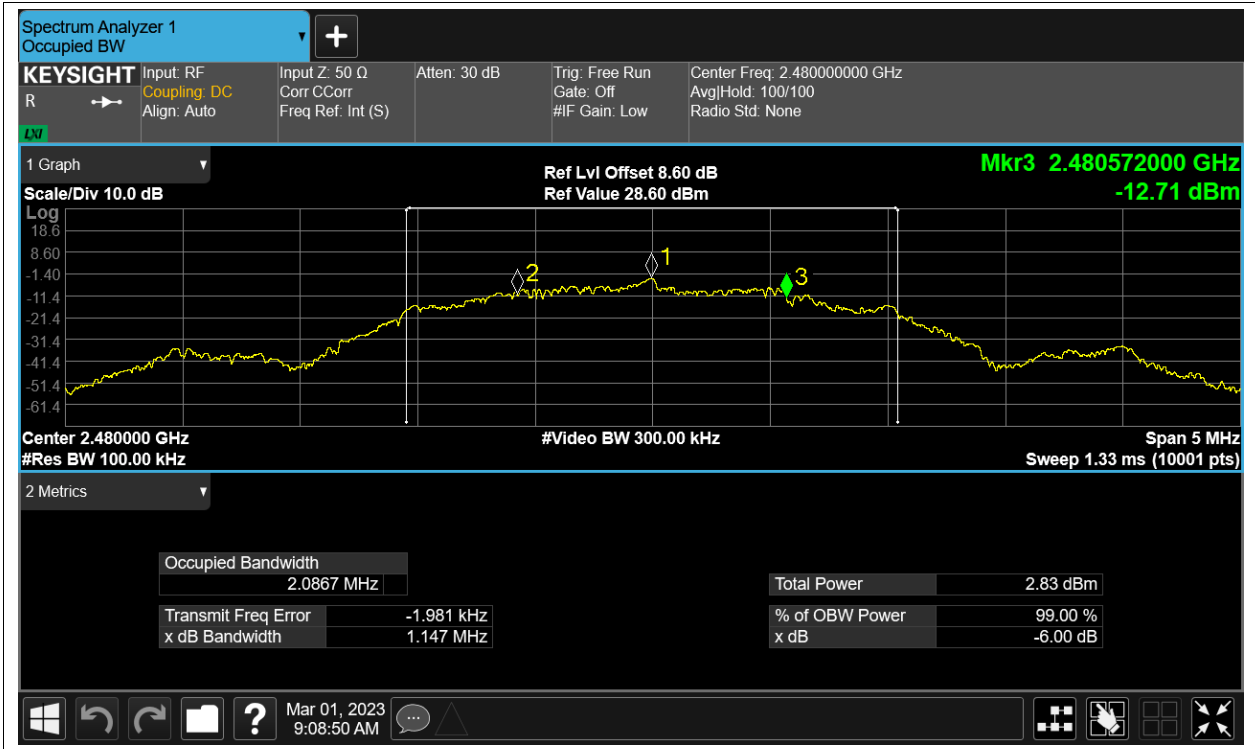 Spectrum Analyzer 1
Occupied BW
KEYSIGHT
R
LXI
Input: RF
Coupling: DC
Align: Auto
Input Z: 50 Ω
Corr CCorr
Freq Ref: Int (S)
Atten: 30 dB
Trig: Free Run
Gate: Off
#IF Gain: Low
Center Freq: 2.480000000 GHz
Avg|Hold: 100/100
Radio Std: None
1 Graph
Scale/Div 10.0 dB
Ref Lvl Offset 8.60 dB
Ref Value 28.60 dBm
Mkr3 2.480572000 GHz
-12.71 dBm
Log
18.6
8.60
-1.40
-11.4
-21.4
-31.4
-41.4
-51.4
-61.4
2
1
3
Center 2.480000 GHz
#Res BW 100.00 kHz
#Video BW 300.00 kHz
Span 5 MHz
Sweep 1.33 ms (10001 pts)
2 Metrics
Occupied Bandwidth
2.0867 MHz
Transmit Freq Error -1.981 kHz
x dB Bandwidth 1.147 MHz
Total Power 2.83 dBm
% of OBW Power 99.00 %
x dB -6.00 dB
Mar 01, 2023
9:08:50 AM